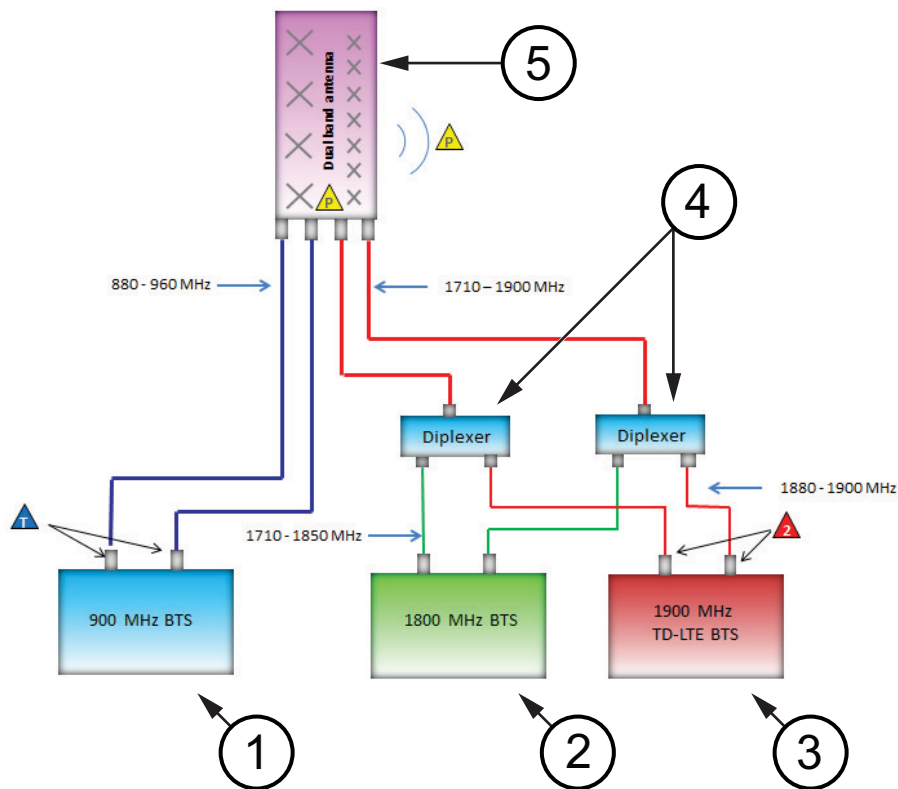 5
Dual band antenna
P
P
4
880 - 960 MHz
1710 – 1900 MHz
Diplexer
Diplexer
1880 - 1900 MHz
T
1710 - 1850 MHz
2
900 MHz BTS
1800 MHz BTS
1900 MHz
TD-LTE BTS
1
2
3